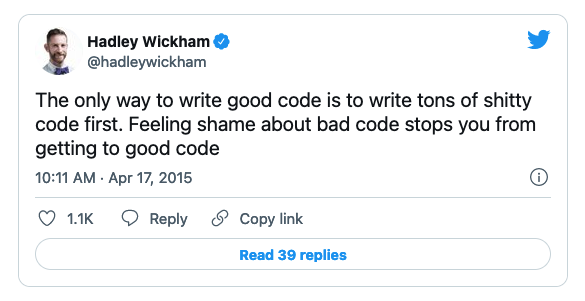 Hadley Wickham
@hadleywickham
The only way to write good code is to write tons of shitty
code first. Feeling shame about bad code stops you from
getting to good code
10:11 AM · Apr 17, 2015
1.1K Reply Copy link
Read 39 replies